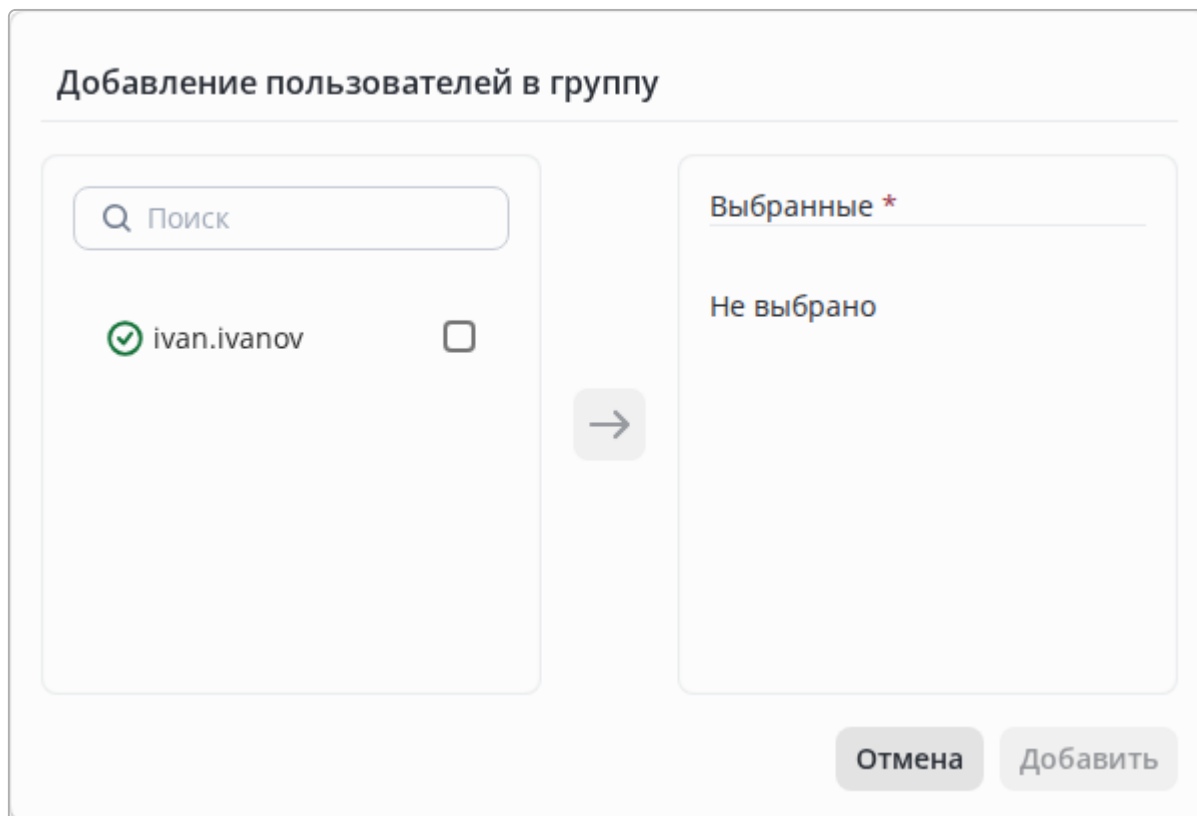 Добавление пользователей в группу
Поиск
ivan.ivanov
Выбранные *
Не выбрано
Отмена
Добавить